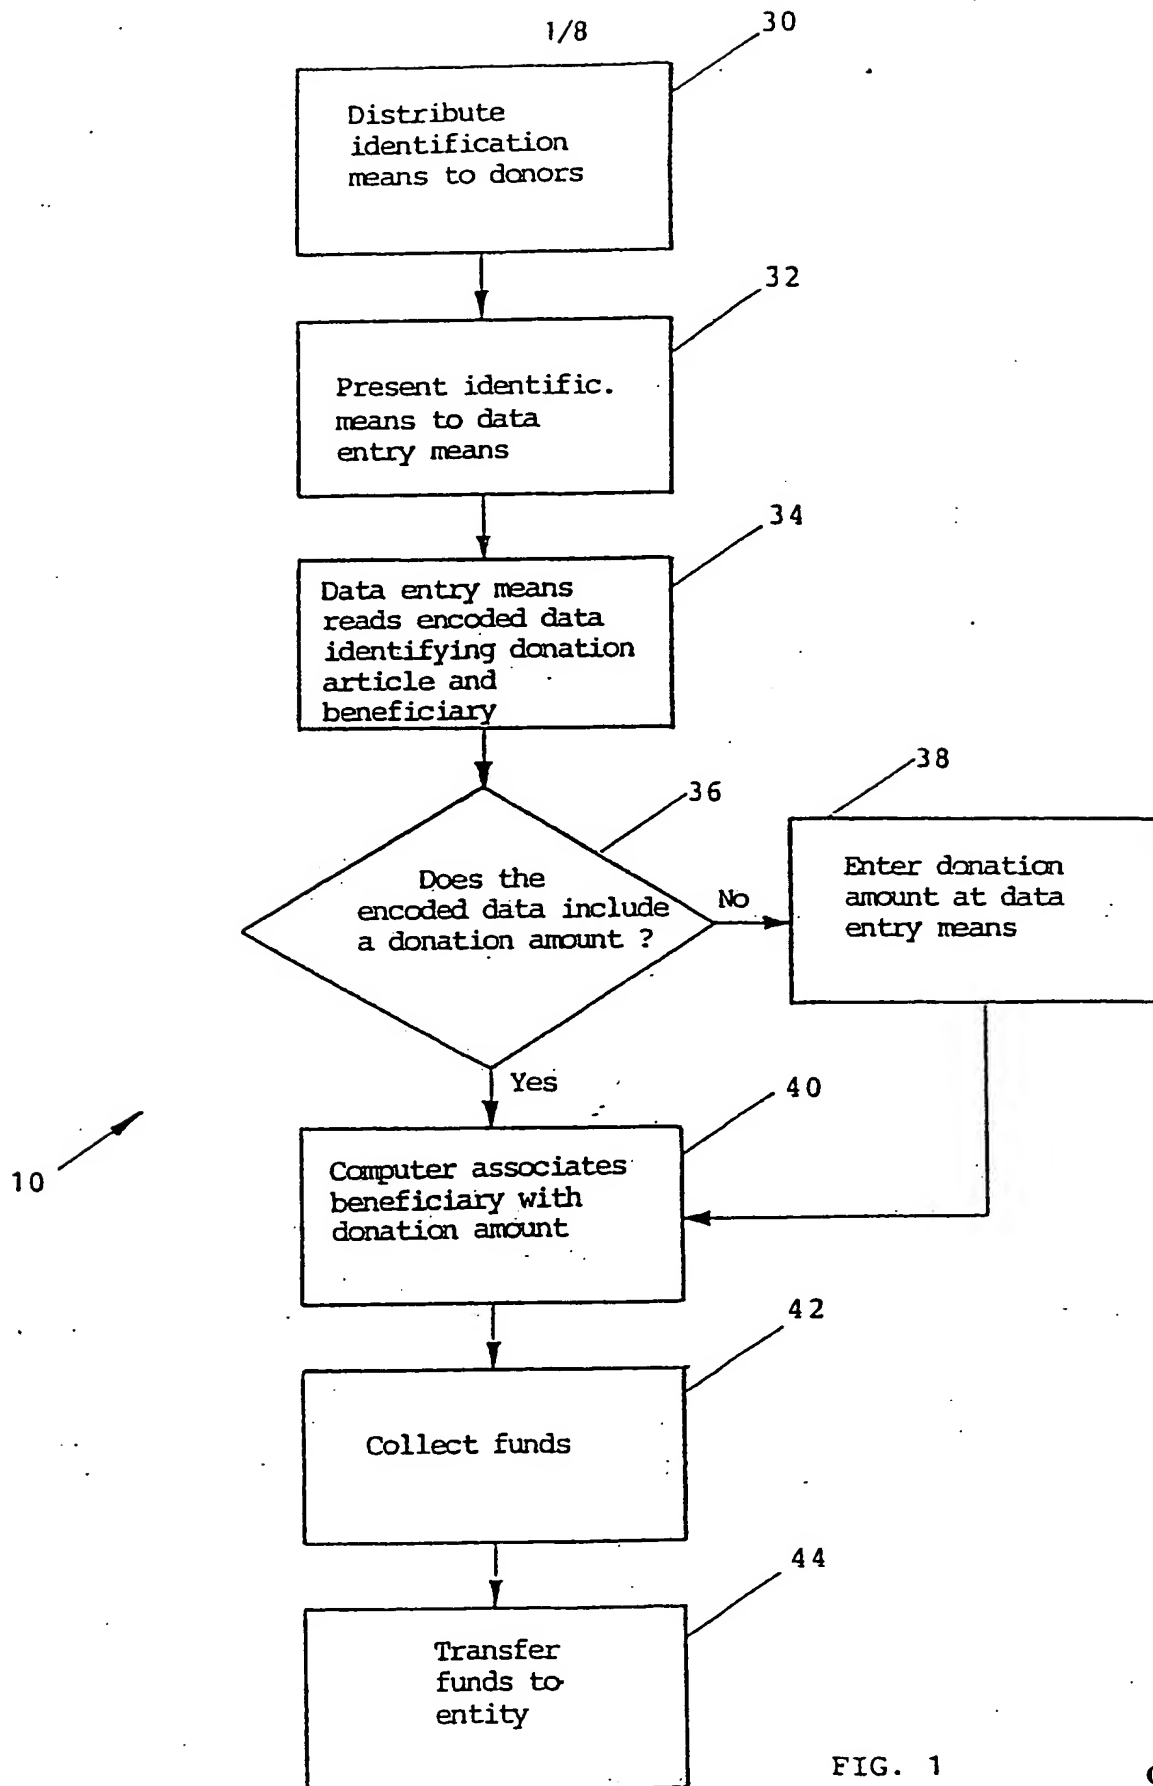 1/8
30
Distribute
identification
means to donors
32
Present identific.
means to data
entry means
34
Data entry means
reads encoded data
identifying donation
article and
beneficiary
36
Does the
encoded data include
a donation amount ?
No
38
Enter donation
amount at data
entry means
Yes
40
Computer associates
beneficiary with
donation amount
10
42
Collect funds
44
Transfer
funds to
entity
FIG. 1